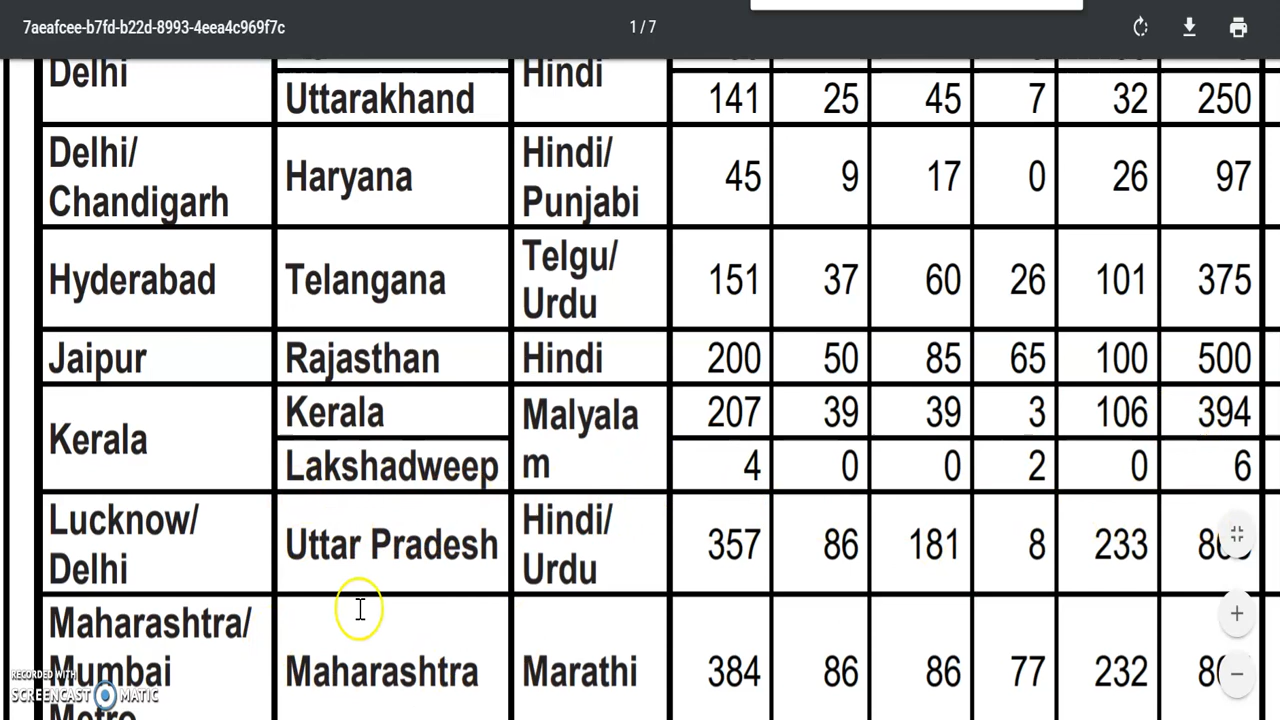 7aeafcee-b7fd-b22d-8993-4eea4c969f7c 1 / 7
Delhi Hindi
Uttarakhand 141 25 45 7 32 250
Delhi/ Hindi/
Haryana 45 9 17 0 26 97
Chandigarh Punjabi
Telgu/
Hyderabad Telangana 151 37 60 26 101 375
Urdu
Jaipur Rajasthan Hindi 200 50 85 65 100 500
Kerala Malyala 207 39 39 3 106 394
Kerala
Lakshadweep m 4 0 0 2 0 6
Lucknow/ Hindi/
Uttar Pradesh 357 86 181 8 233
Delhi Urdu
Maharashtra/
Mumbai Maharashtra Marathi 384 86 86 77 232
Metro
RECORDED WITH
SCREENCAST MATIC